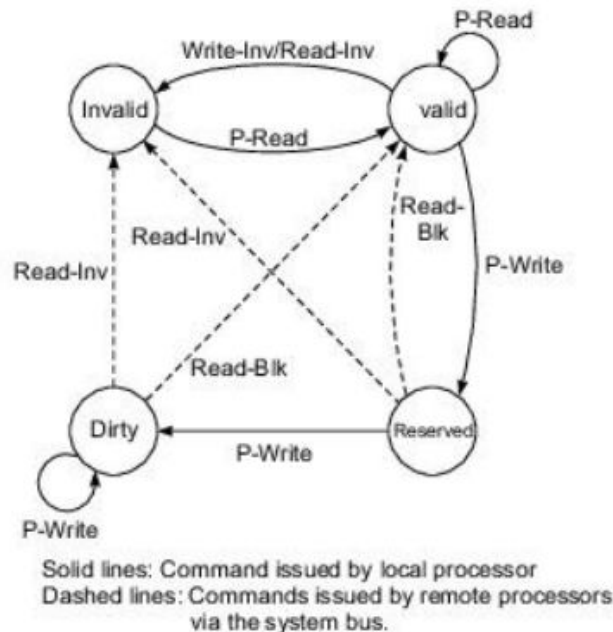 P-Read
Write-Inv/Read-Inv
Invalid
valid
P-Read
Read-
Blk
Read-Inv
Read-Inv
P-Write
Read-Blk
Dirty
Reserved
P-Write
P-Write
Solid lines: Command issued by local processor
Dashed lines: Commands issued by remote processors
via the system bus.